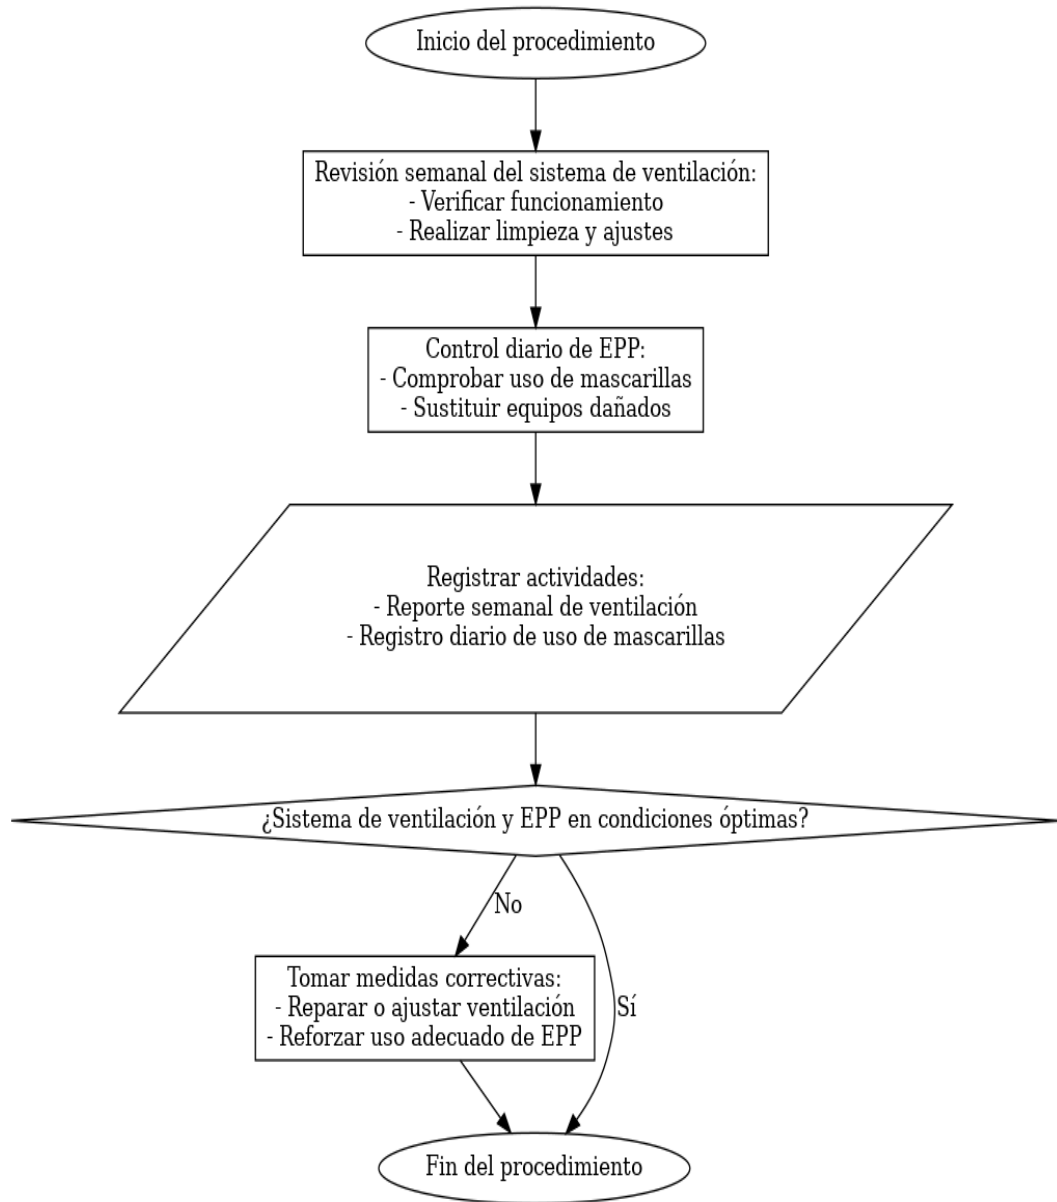 Inicio del procedimiento
Revisión semanal del sistema de ventilación:
- Verificar funcionamiento
- Realizar limpieza y ajustes
Control diario de EPP:
- Comprobar uso de mascarillas
- Sustituir equipos dañados
Registrar actividades:
- Reporte semanal de ventilación
- Registro diario de uso de mascarillas
¿Sistema de ventilación y EPP en condiciones óptimas?
No
Tomar medidas correctivas:
- Reparar o ajustar ventilación
- Reforzar uso adecuado de EPP
Sí
Fin del procedimiento